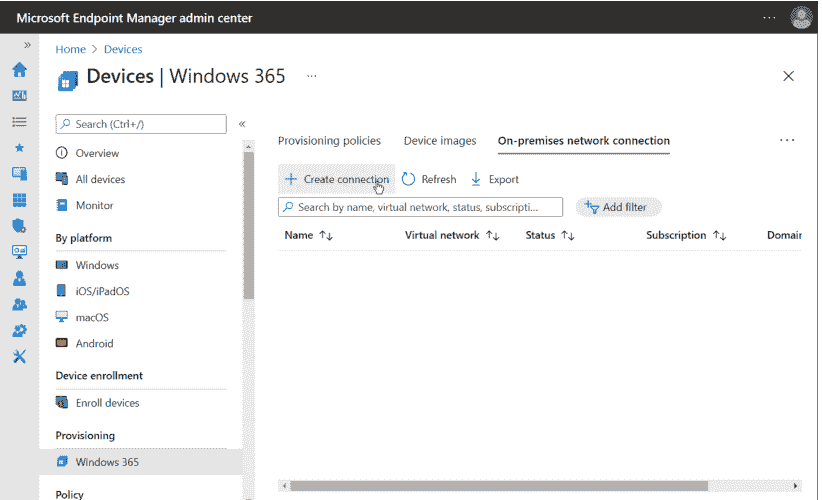 Microsoft Endpoint Manager admin center ...
»
Home > Devices
Devices | Windows 365 ...
Search (Ctrl+/) «
Overview
All devices
Monitor
By platform
Windows
iOS/iPadOS
macOS
Android
Device enrollment
Enroll devices
Provisioning
Windows 365
Policy
Provisioning policies Device images On-premises network connection ...
+ Create connection Refresh Export
Search by name, virtual network, status, subscripti... Add filter
Name ↑↓ Virtual network ↑↓ Status ↑↓ Subscription ↑↓ Domain